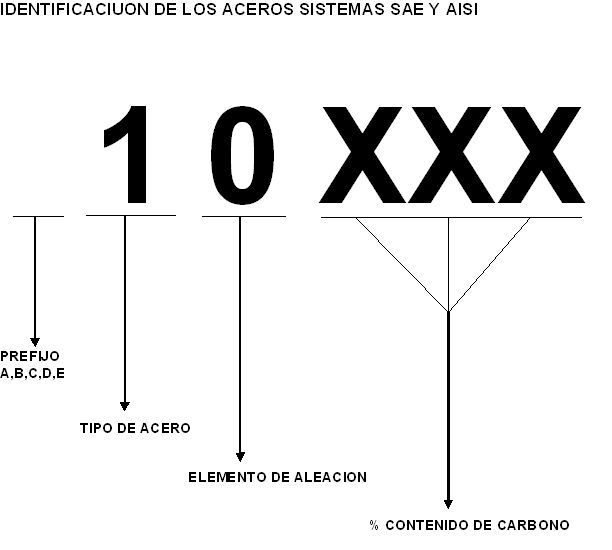 IDENTIFICACIUON DE LOS ACEROS SISTEMAS SAE Y AISI
1 0 XXX
PREFIJO
A,B,C,D,E
TIPO DE ACERO
ELEMENTO DE ALEACION
% CONTENIDO DE CARBONO